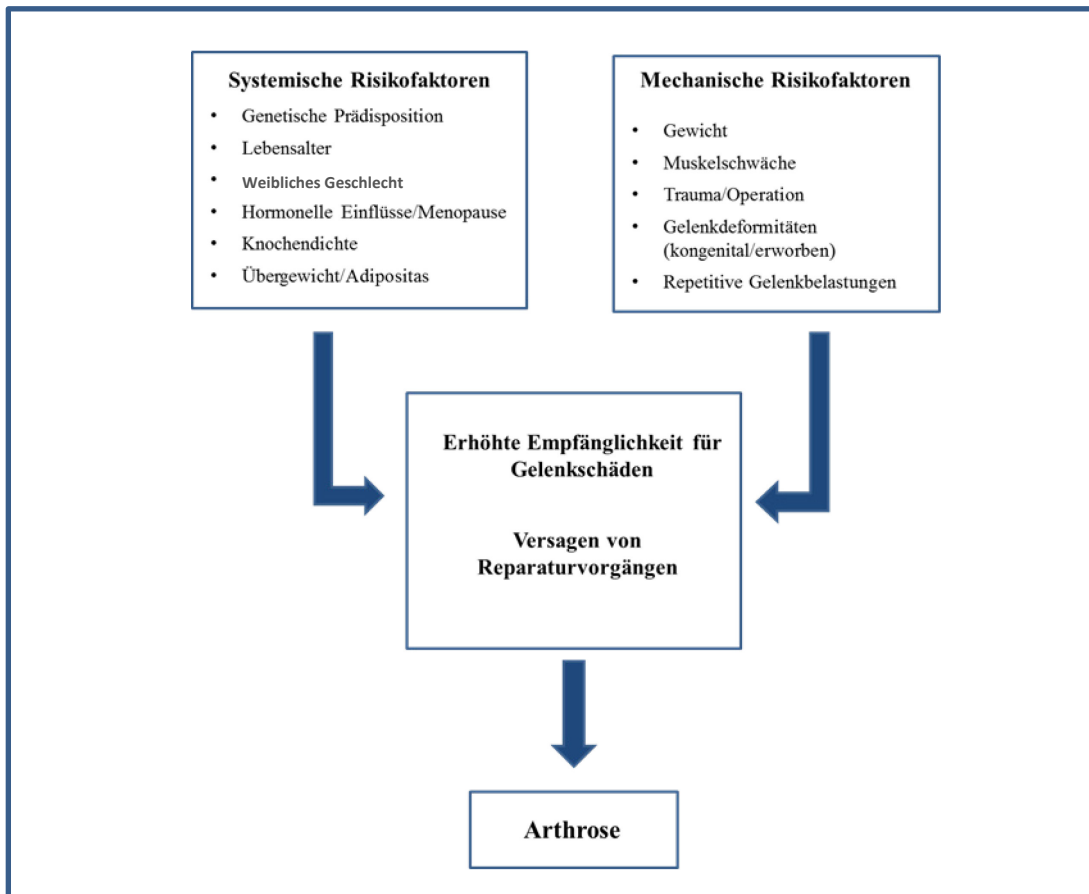 Systemische Risikofaktoren
• Genetische Prädisposition
• Lebensalter
• Weibliches Geschlecht
• Hormonelle Einflüsse/Menopause
• Knochendichte
• Übergewicht/Adipositas
Mechanische Risikofaktoren
• Gewicht
• Muskelschwäche
• Trauma/Operation
• Gelenkdeformitäten
(kongenital/erworben)
• Repetitive Gelenkbelastungen
Erhöhte Empfänglichkeit für
Gelenkschäden
Versagen von
Reparaturvorgängen
Arthrose